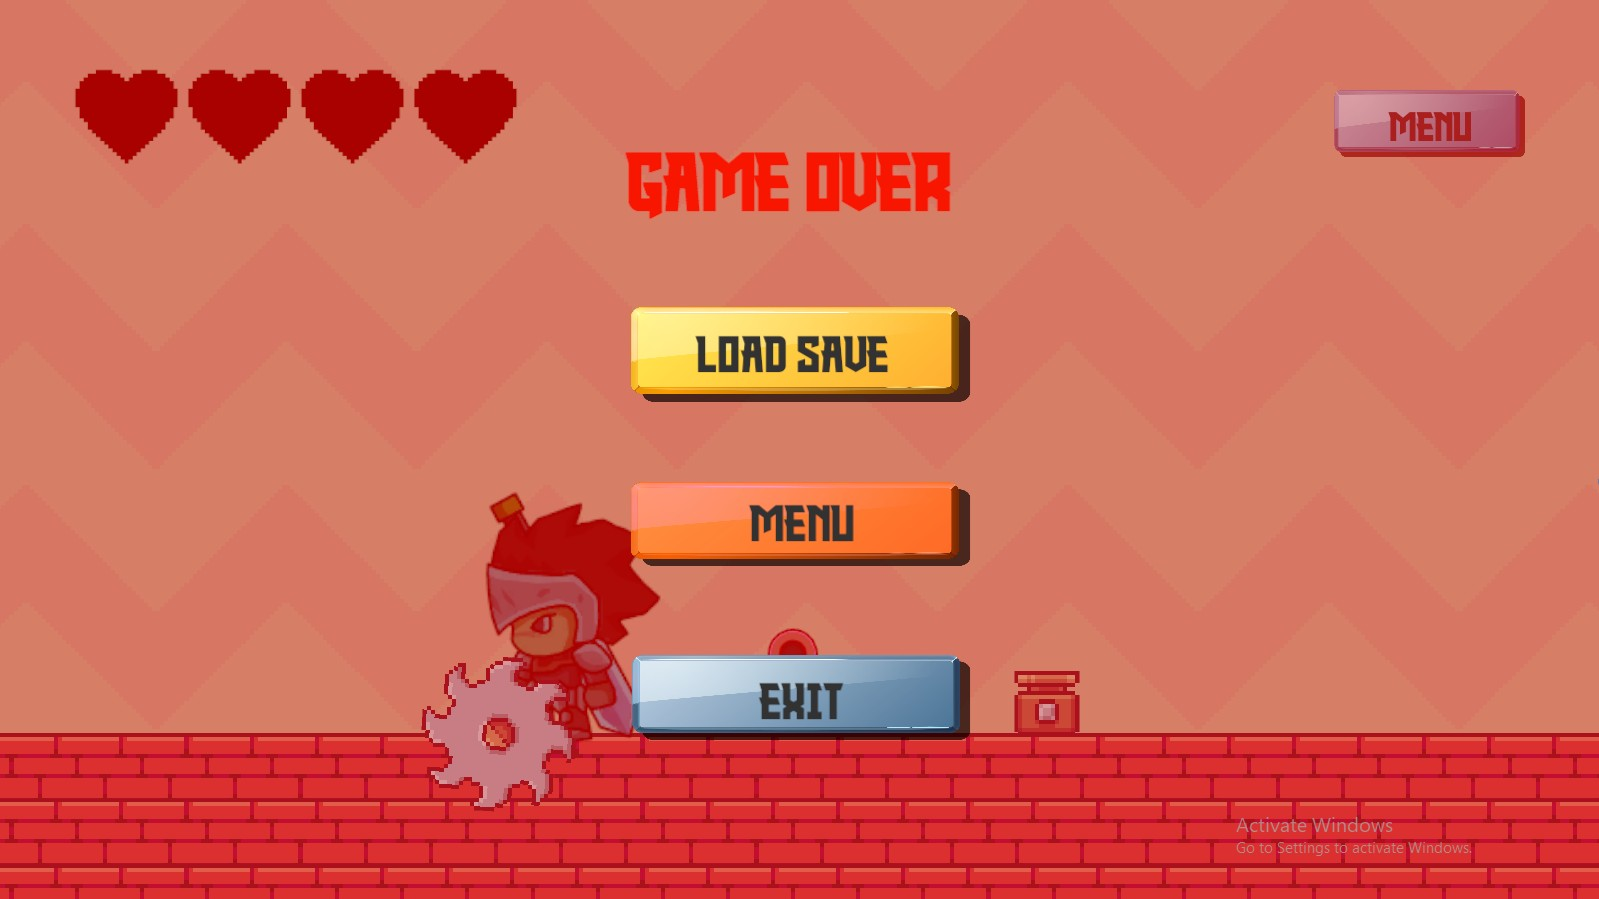 MENU
GAME OVER
LOAD SAVE
MENU
EXIT
Activate Windows
Go to Settings to activate Windows.